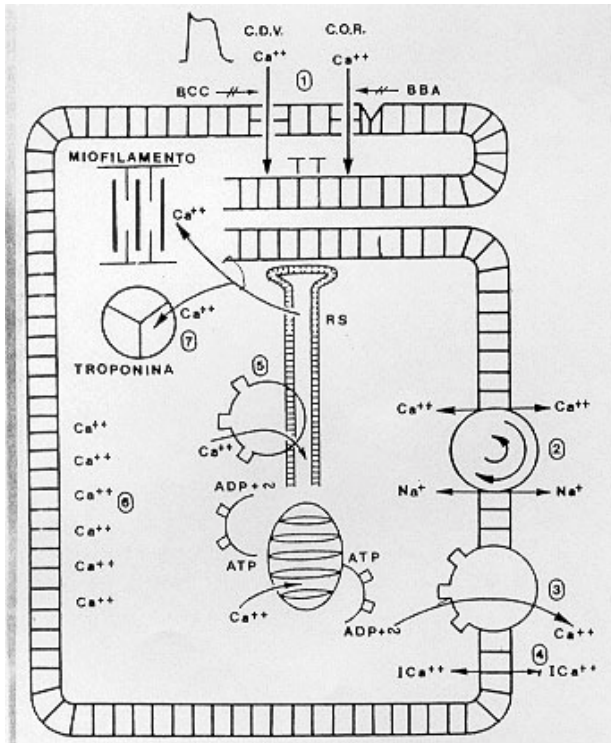 C.D.V. C.O.R.
Ca++ Ca++
1
BCC BBA
MIOFILAMENTO
TT
Ca++
RS
Ca++
7
TROPONINA
5
Ca++ Ca++
Ca++
2
Ca++
Ca++
ADP+~
Ca++ 6
Na+ Na+
Ca++
ATP ATP
3
Ca++
Ca++
ADP+~
Ca++
Ca++
4
ICa++ ICa++